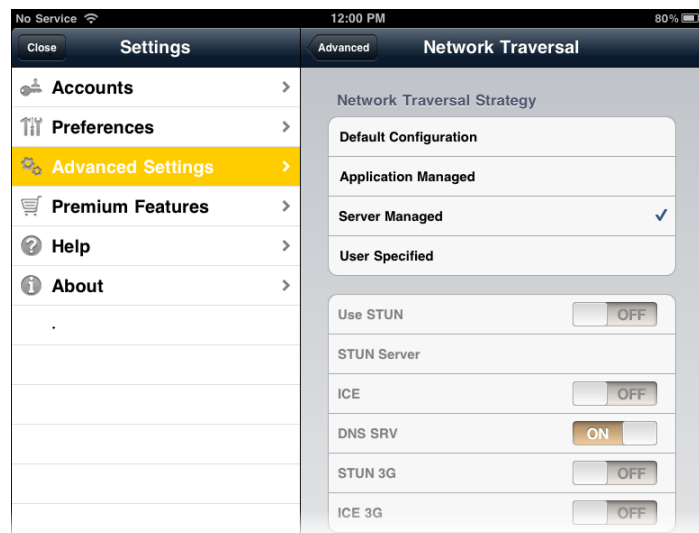 No Service 12:00 PM 80%
Close Settings
Accounts
Preferences
Advanced Settings
Premium Features
Help
About
.
Advanced Network Traversal
Network Traversal Strategy
Default Configuration
Application Managed
Server Managed
User Specified
Use STUN OFF
STUN Server
ICE OFF
DNS SRV ON
STUN 3G OFF
ICE 3G OFF